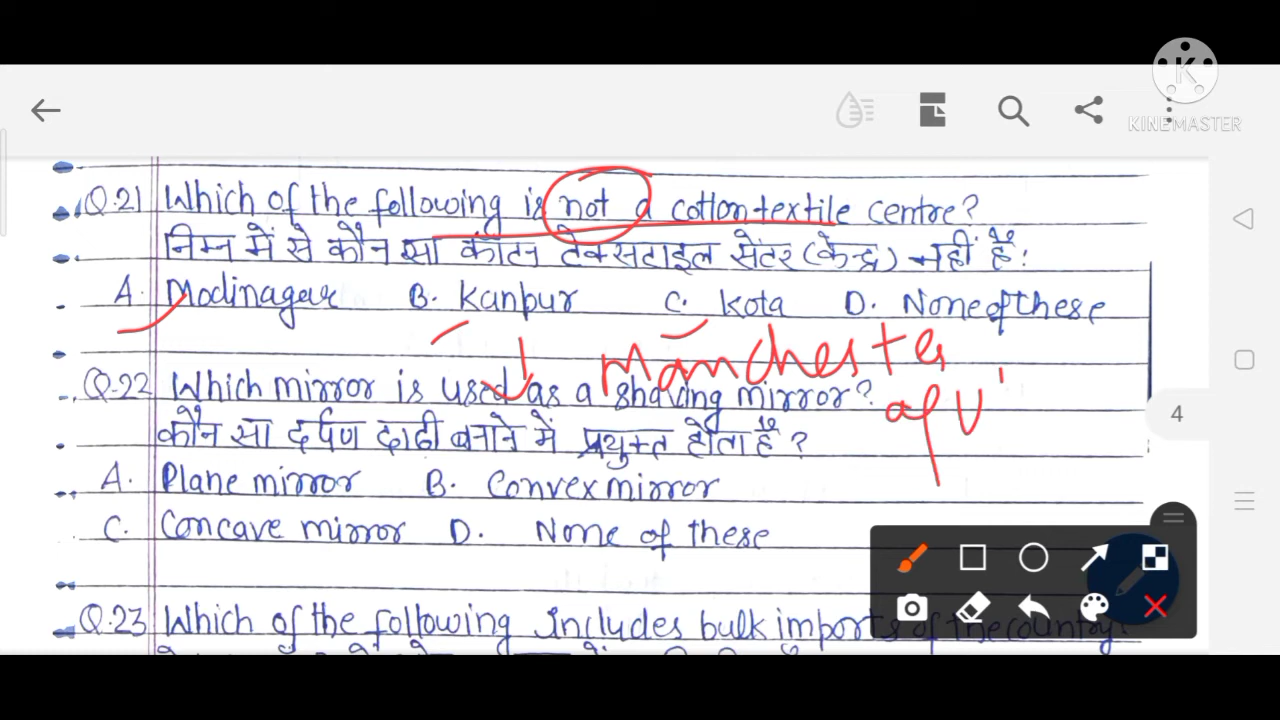 KINEMASTER
Q.21 Which of the following is not a cotton textile centre?
निम्न में से कौन सा काटन टेक्सटाइल सेंटर (केन्द्र) नहीं है?
A. Modinagar B. Kanpur C. Kota D. None of these
Manchester
of U
Q.22 Which mirror is used as a shaving mirror?
कौन सा दर्पण दाढी बनाने में प्रयुक्त होता है?
4
A. Plane mirror B. Convex mirror
C. Concave mirror D. None of these
Q.23 Which of the following includes bulk imports of the country?